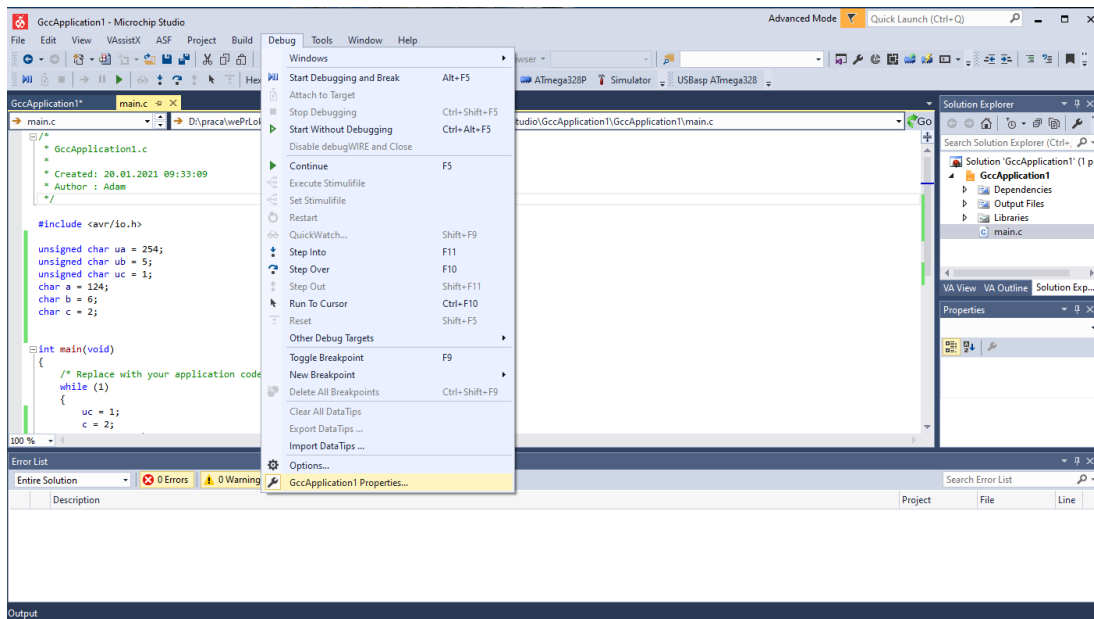 GccApplication1 - Microchip Studio
Advanced Mode
Quick Launch (Ctrl+Q)
File Edit View VAssistX ASF Project Build Debug Tools Window Help
Hex
ATmega328P Simulator USBasp ATmega328
GccApplication1* main.c
main.c
D:\praca\wePrLok
tudio\GccApplication1\GccApplication1\main.c
Go
/*
* GccApplication1.c
*
* Created: 20.01.2021 09:33:09
* Author : Adam
*/
#include <avr/io.h>
unsigned char ua = 254;
unsigned char ub = 5;
unsigned char uc = 1;
char a = 124;
char b = 6;
char c = 2;
int main(void)
{
/* Replace with your application code
while (1)
{
uc = 1;
c = 2;
100 %
Windows
Start Debugging and Break Alt+F5
Attach to Target
Stop Debugging Ctrl+Shift+F5
Start Without Debugging Ctrl+Alt+F5
Disable debugWIRE and Close
Continue F5
Execute Stimulifile
Set Stimulifile
Restart
QuickWatch... Shift+F9
Step Into F11
Step Over F10
Step Out Shift+F11
Run To Cursor Ctrl+F10
Reset Shift+F5
Other Debug Targets
Toggle Breakpoint F9
New Breakpoint
Delete All Breakpoints Ctrl+Shift+F9
Clear All DataTips
Export DataTips ...
Import DataTips ...
Options...
GccApplication1 Properties...
Solution Explorer
Search Solution Explorer (Ctrl+;
Solution 'GccApplication1' (1 p
GccApplication1
Dependencies
Output Files
Libraries
main.c
VA View VA Outline Solution Exp...
Properties
Error List
Entire Solution 0 Errors 0 Warning
Search Error List
Description Project File Line
Output